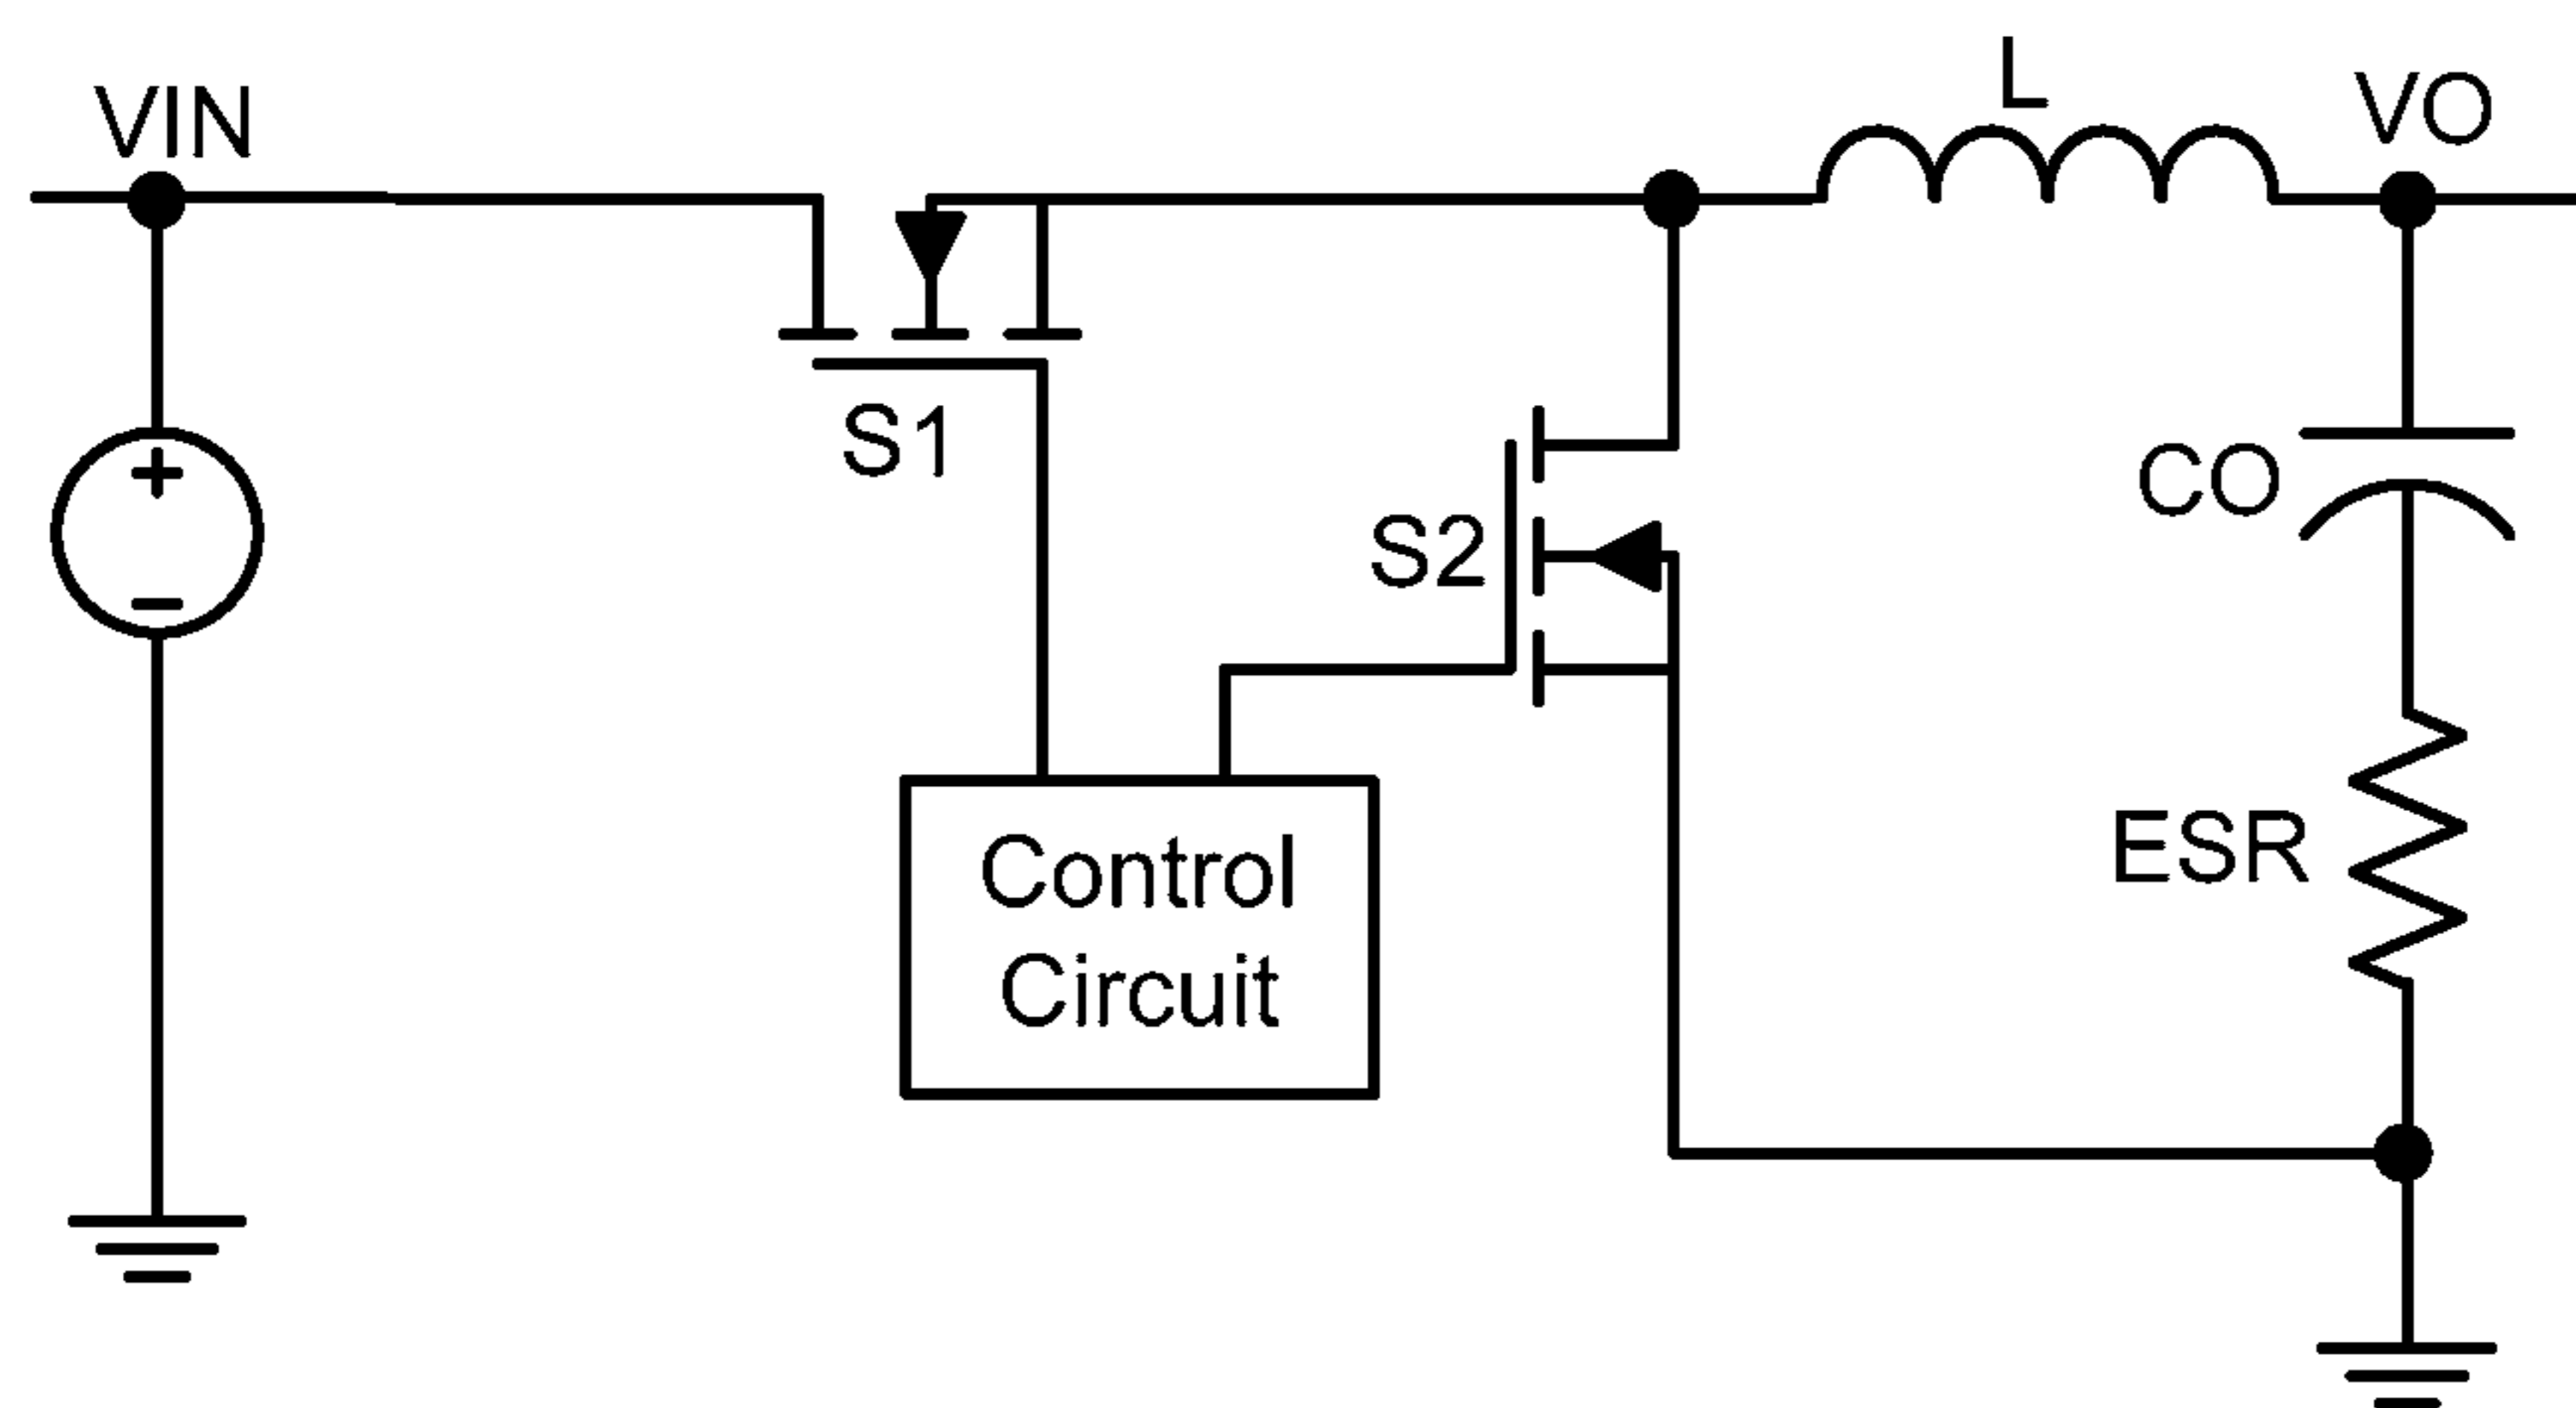 VIN
L
VO
S1
S2
CO
ESR
Control
Circuit